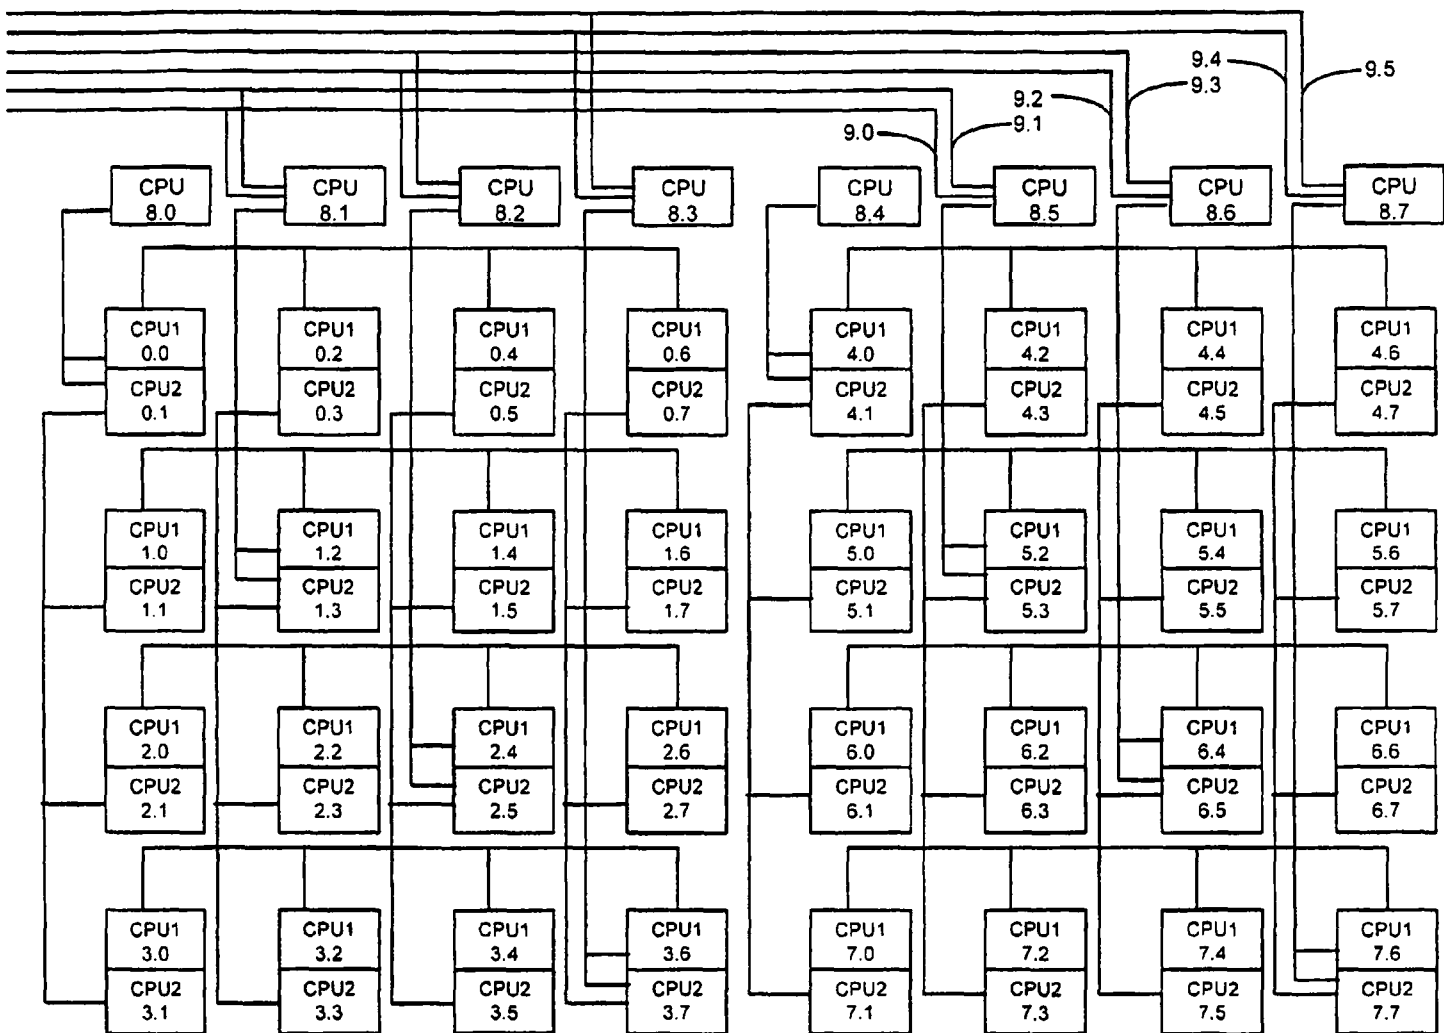 9.4
9.5
9.3
9.2
9.1
9.0
CPU
8.0
CPU
8.1
CPU
8.2
CPU
8.3
CPU
8.4
CPU
8.5
CPU
8.6
CPU
8.7
CPU1
0.0
CPU2
0.1
CPU1
0.2
CPU2
0.3
CPU1
0.4
CPU2
0.5
CPU1
0.6
CPU2
0.7
CPU1
4.0
CPU2
4.1
CPU1
4.2
CPU2
4.3
CPU1
4.4
CPU2
4.5
CPU1
4.6
CPU2
4.7
CPU1
1.0
CPU2
1.1
CPU1
1.2
CPU2
1.3
CPU1
1.4
CPU2
1.5
CPU1
1.6
CPU2
1.7
CPU1
5.0
CPU2
5.1
CPU1
5.2
CPU2
5.3
CPU1
5.4
CPU2
5.5
CPU1
5.6
CPU2
5.7
CPU1
2.0
CPU2
2.1
CPU1
2.2
CPU2
2.3
CPU1
2.4
CPU2
2.5
CPU1
2.6
CPU2
2.7
CPU1
6.0
CPU2
6.1
CPU1
6.2
CPU2
6.3
CPU1
6.4
CPU2
6.5
CPU1
6.6
CPU2
6.7
CPU1
3.0
CPU2
3.1
CPU1
3.2
CPU2
3.3
CPU1
3.4
CPU2
3.5
CPU1
3.6
CPU2
3.7
CPU1
7.0
CPU2
7.1
CPU1
7.2
CPU2
7.3
CPU1
7.4
CPU2
7.5
CPU1
7.6
CPU2
7.7